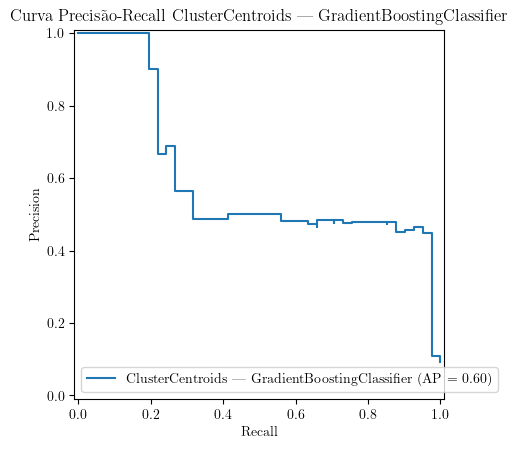 Curva Precisão-Recall ClusterCentroids — GradientBoostingClassifier
1.0
0.8
0.6
0.4
0.2
0.0
Precision
ClusterCentroids — GradientBoostingClassifier (AP = 0.60)
0.0 0.2 0.4 0.6 0.8 1.0
Recall